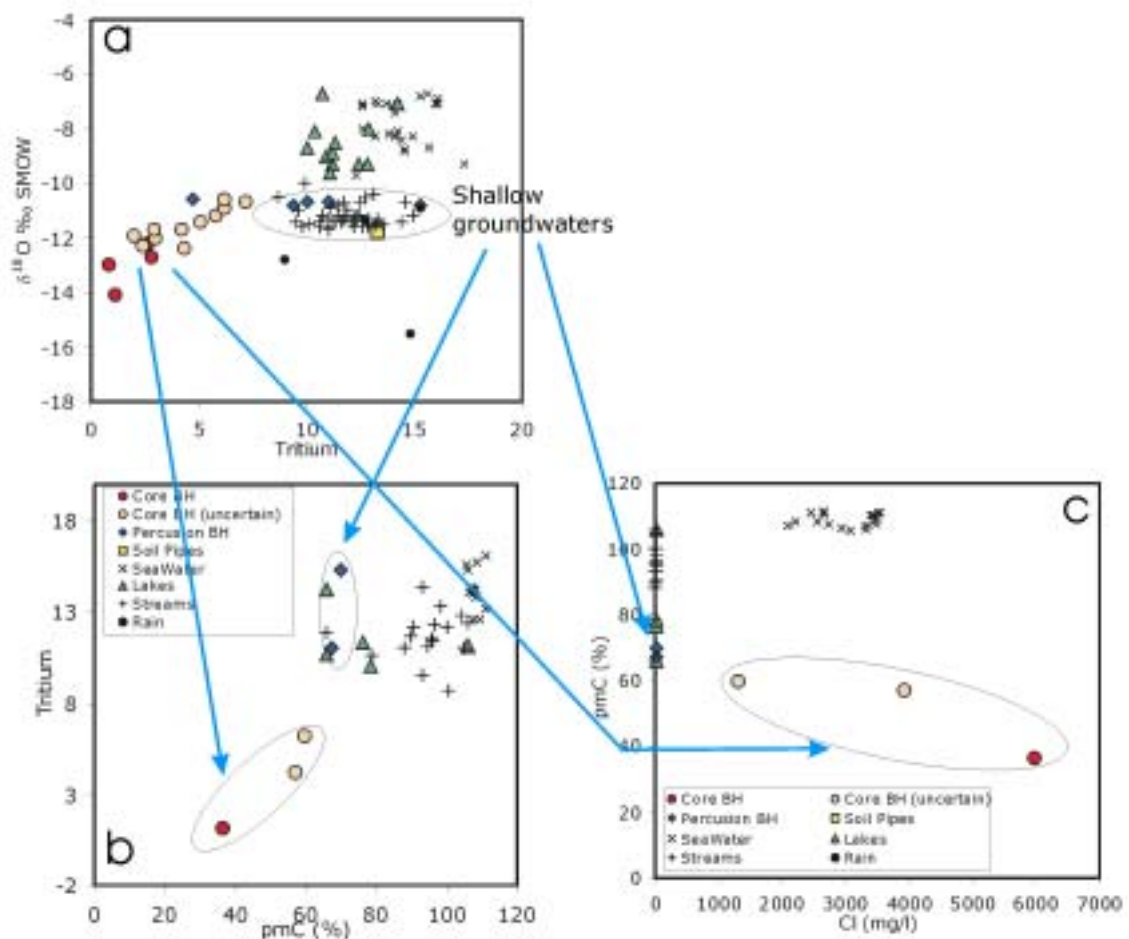 a
-4
-6
-8
-10
-12
-14
-16
-18
δ18O ‰ SMOW
0 5 10 15 20
Tritium
Shallow
groundwaters
18
13
8
3
-2
Tritium
Core BH
Core BH (uncertain)
Percusion BH
Soil Pipes
SeaWater
Lakes
Streams
Rain
b
0 20 40 60 80 100 120
pmC (%)
120
100
80
60
40
20
0
pmC (%)
c
Core BH Core BH (uncertain)
Percusion BH Soil Pipes
SeaWater Lakes
Streams Rain
0 1000 2000 3000 4000 5000 6000 7000
Cl (mg/l)